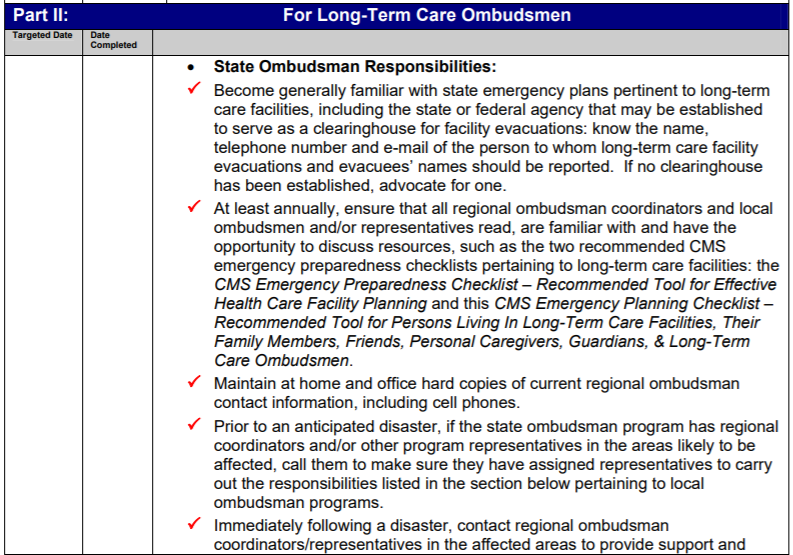 Part II: For Long-Term Care Ombudsmen
Targeted Date Date Completed
• State Ombudsman Responsibilities:
✓ Become generally familiar with state emergency plans pertinent to long-term
care facilities, including the state or federal agency that may be established
to serve as a clearinghouse for facility evacuations: know the name,
telephone number and e-mail of the person to whom long-term care facility
evacuations and evacuees’ names should be reported. If no clearinghouse
has been established, advocate for one.
✓ At least annually, ensure that all regional ombudsman coordinators and local
ombudsmen and/or representatives read, are familiar with and have the
opportunity to discuss resources, such as the two recommended CMS
emergency preparedness checklists pertaining to long-term care facilities: the
CMS Emergency Preparedness Checklist – Recommended Tool for Effective
Health Care Facility Planning and this CMS Emergency Planning Checklist –
Recommended Tool for Persons Living In Long-Term Care Facilities, Their
Family Members, Friends, Personal Caregivers, Guardians, & Long-Term
Care Ombudsmen.
✓ Maintain at home and office hard copies of current regional ombudsman
contact information, including cell phones.
✓ Prior to an anticipated disaster, if the state ombudsman program has regional
coordinators and/or other program representatives in the areas likely to be
affected, call them to make sure they have assigned representatives to carry
out the responsibilities listed in the section below pertaining to local
ombudsman programs.
✓ Immediately following a disaster, contact regional ombudsman
coordinators/representatives in the affected areas to provide support and